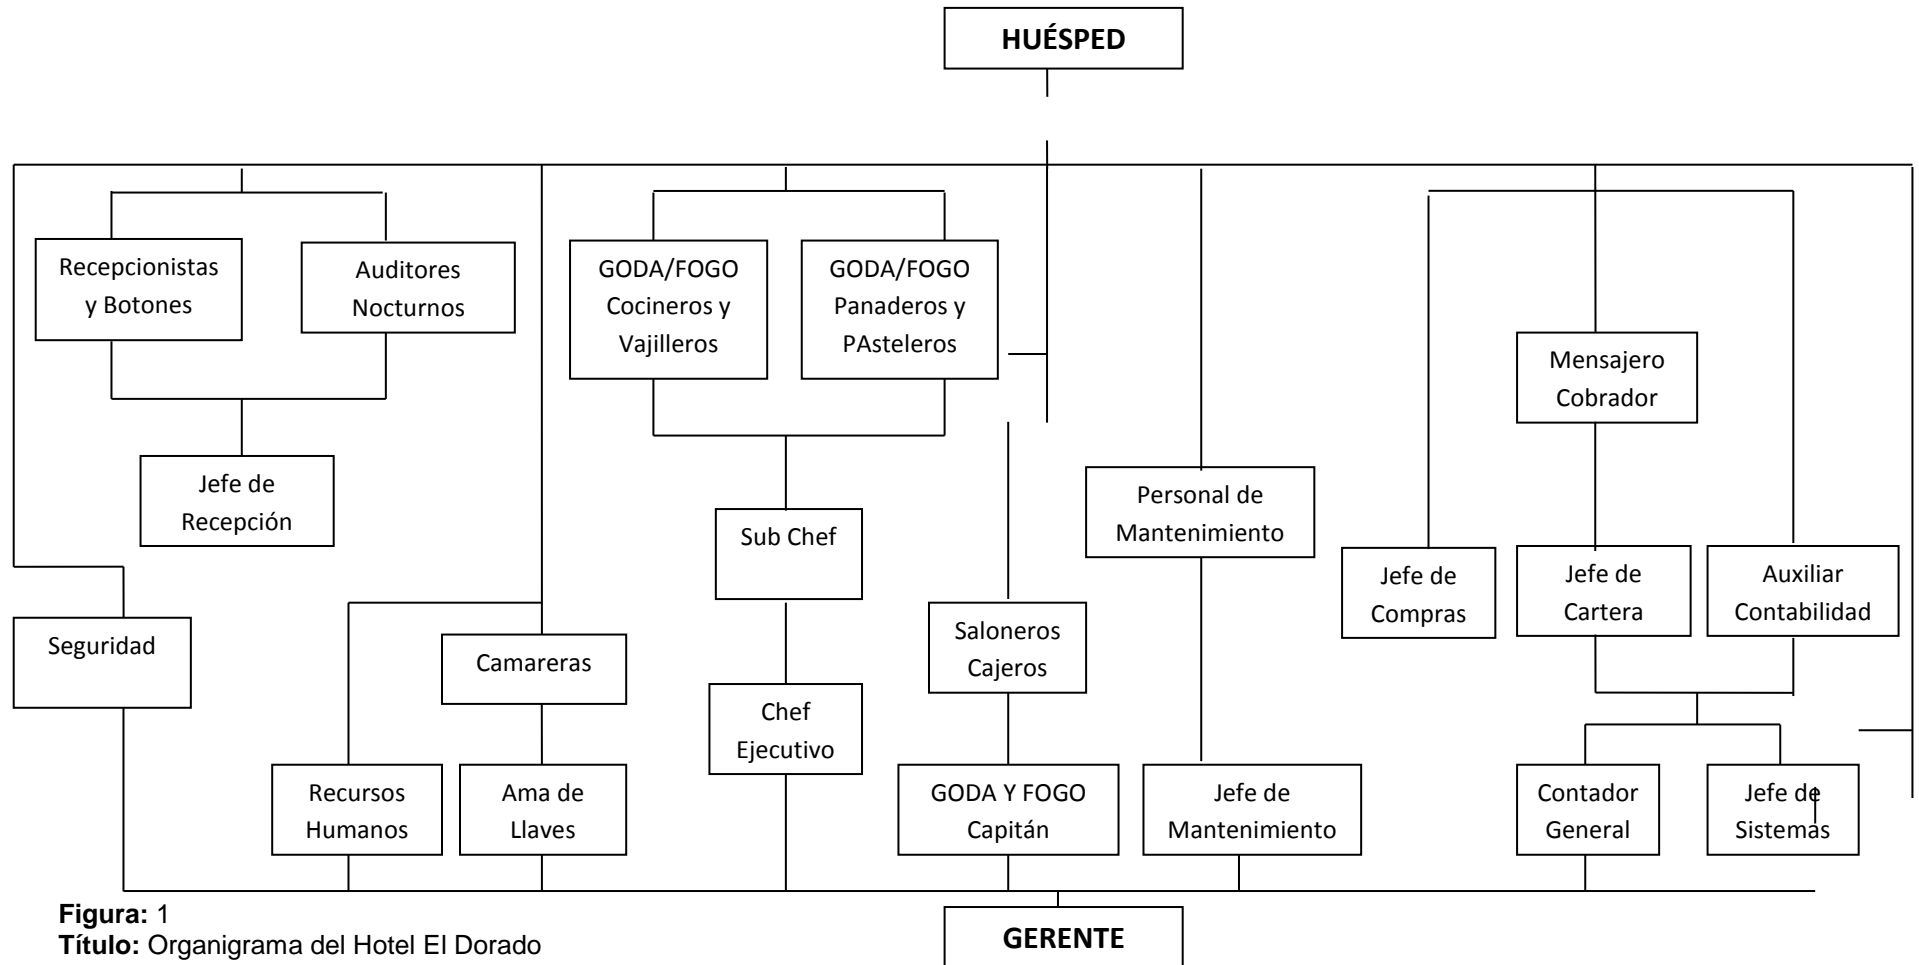 HUÉSPED
Recepcionistas
y Botones
Auditores
Nocturnos
GODA/FOGO
Cocineros y
Vajilleros
GODA/FOGO
Panaderos y
PAsteleros
Mensajero
Cobrador
Jefe de
Recepción
Sub Chef
Personal de
Mantenimiento
Jefe de
Compras
Jefe de
Cartera
Auxiliar
Contabilidad
Seguridad
Camareras
Saloneros
Cajeros
Chef
Ejecutivo
Recursos
Humanos
Ama de
Llaves
GODA Y FOGO
Capitán
Jefe de
Mantenimiento
Contador
General
Jefe de
Sistemas
GERENTE
Figura: 1
Título: Organigrama del Hotel El Dorado